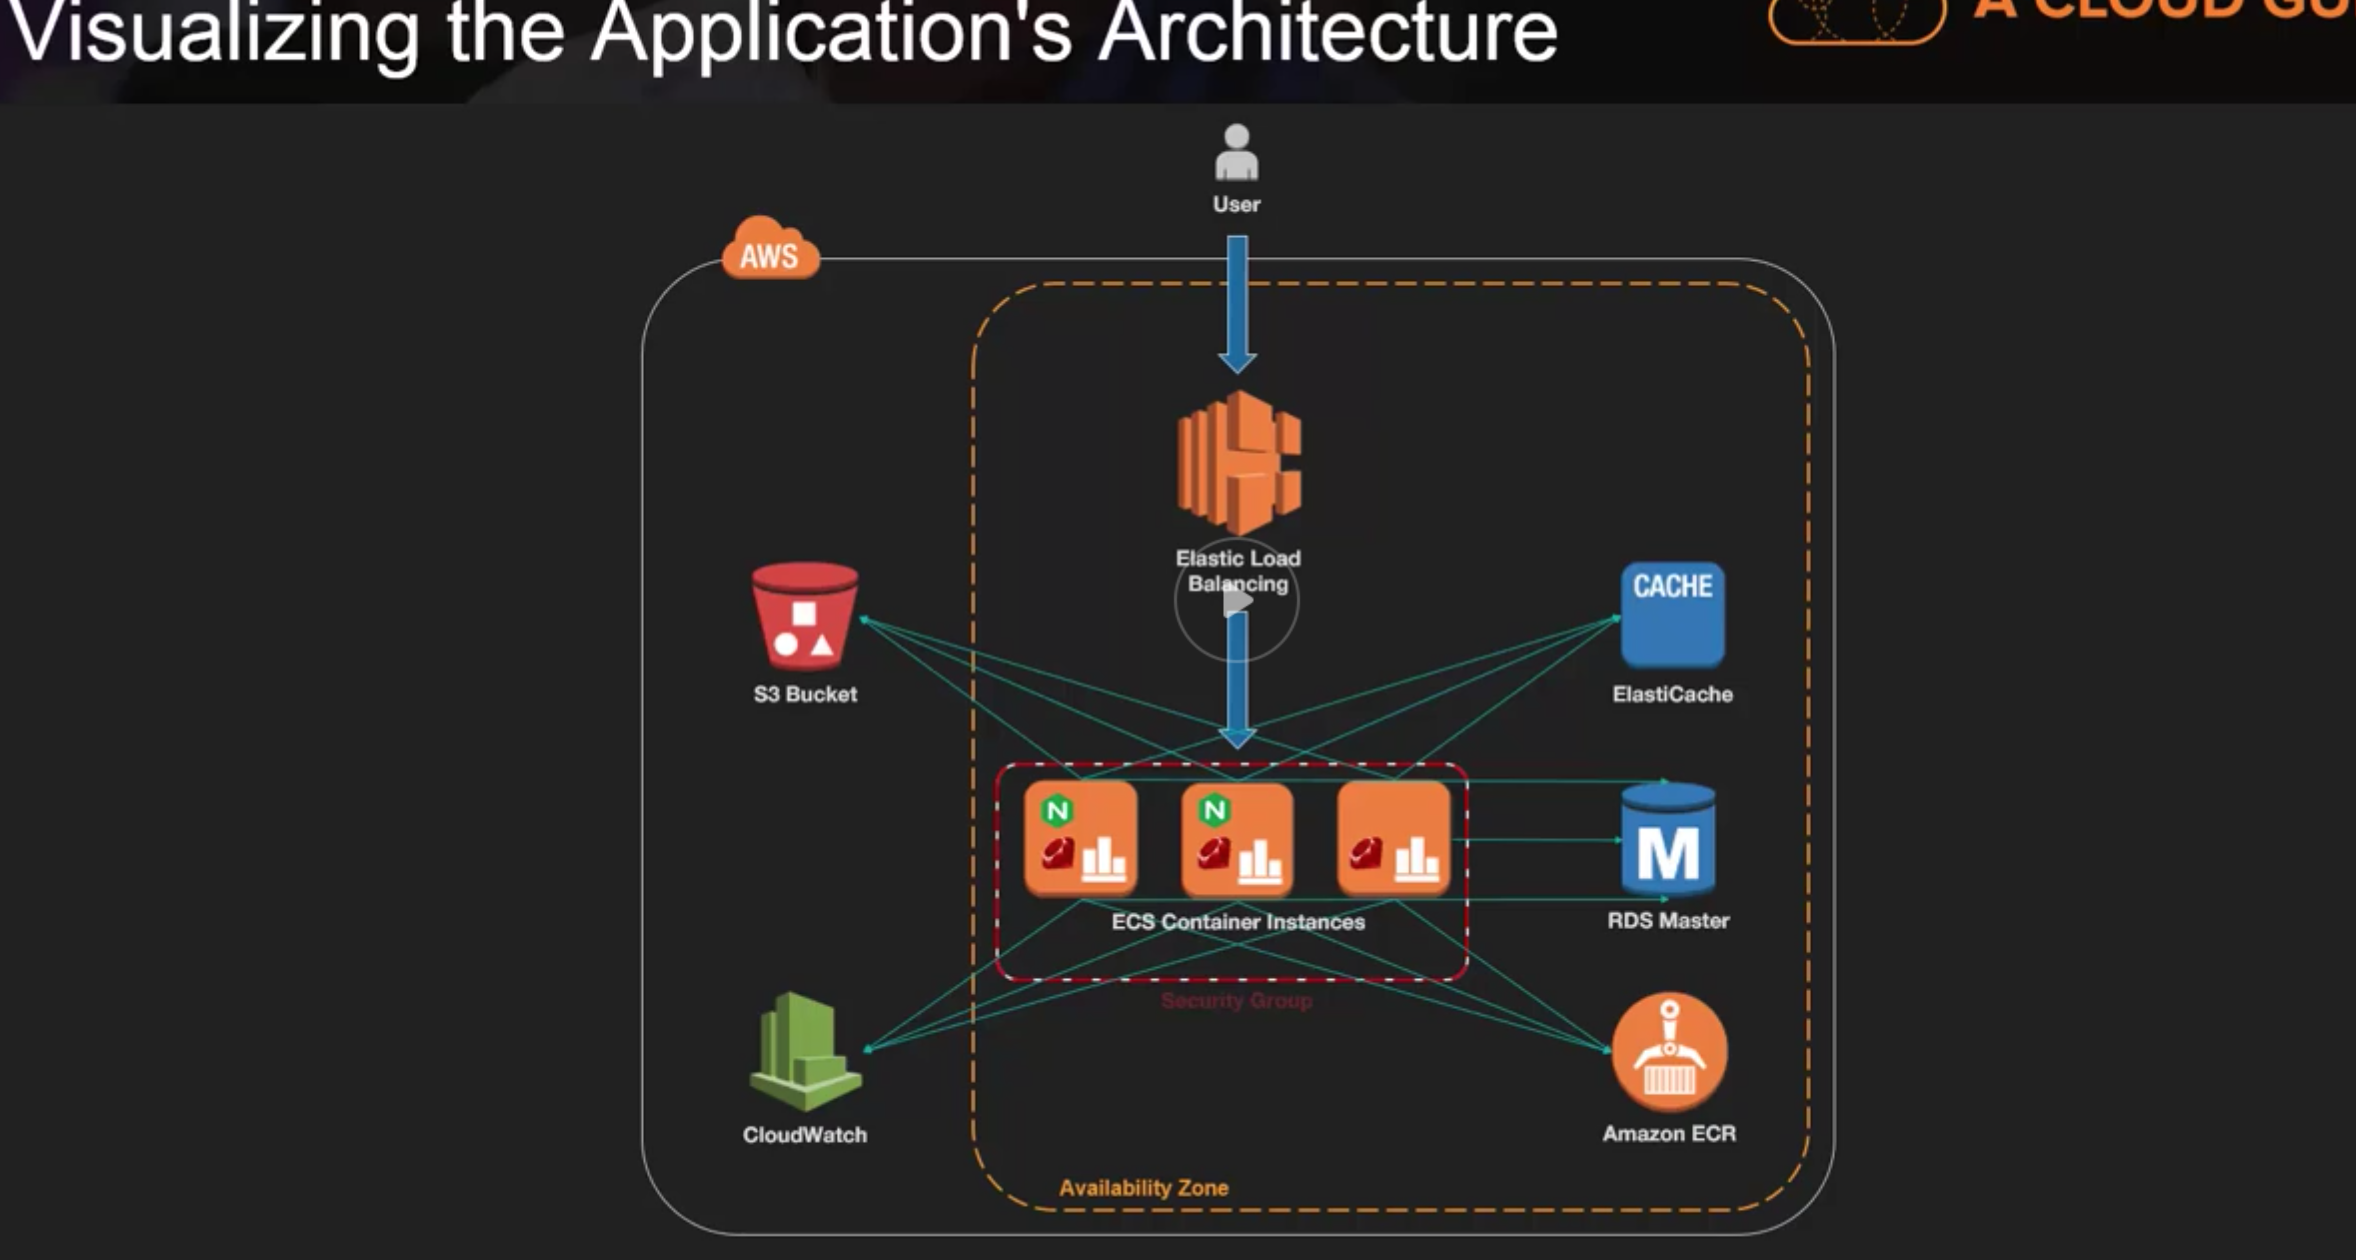 Visualizing the Application's Architecture
A CLOUD GU
User
AWS
Elastic Load
Balancing
CACHE
S3 Bucket
ElastiCache
N
N
M
ECS Container Instances
RDS Master
Security Group
CloudWatch
Amazon ECR
Availability Zone